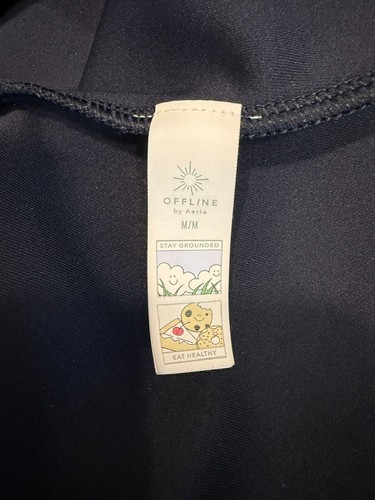 OFFLINE
by Aerie
M/M
STAY GROUNDED
EAT HEALTHY